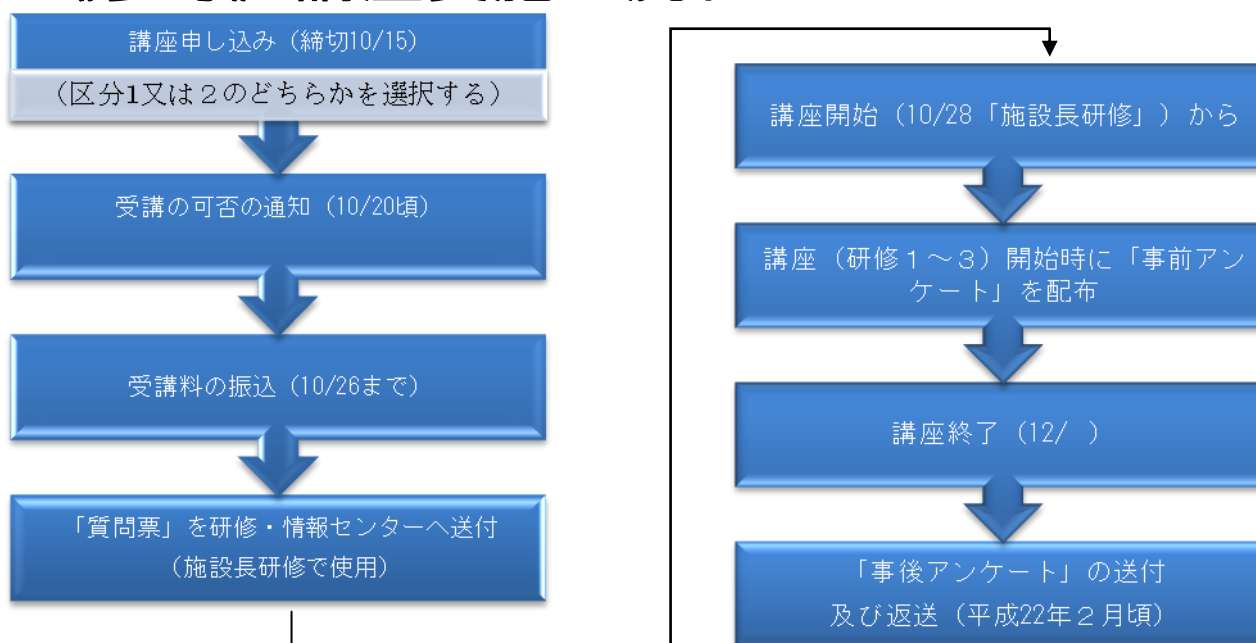 講座申し込み（締切10/15）
（区分1又は２のどちらかを選択する）
受講の可否の通知（10/20頃）
受講料の振込（10/26まで）
「質問票」を研修・情報センターへ送付
（施設長研修で使用）
講座開始（10/28「施設長研修」）から
講座（研修１～３）開始時に「事前アン
ケート」を配布
講座終了（12/　）
「事後アンケート」の送付
及び返送（平成22年２月頃）